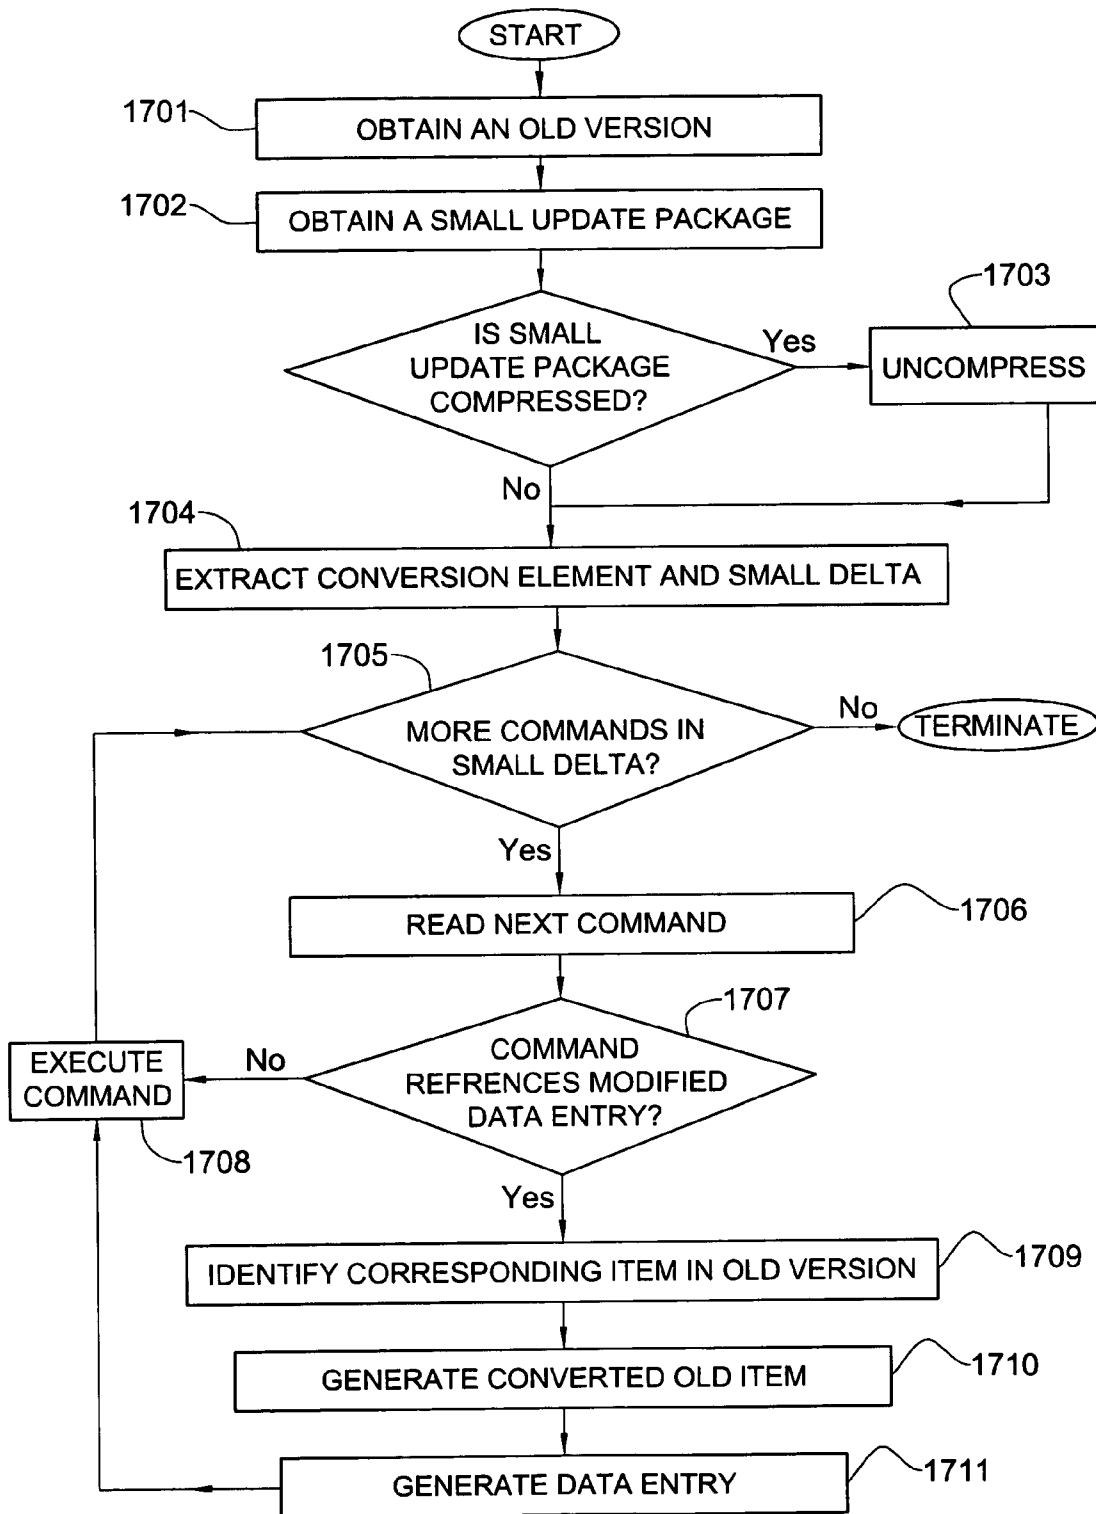 START
1701
OBTAIN AN OLD VERSION
1702
OBTAIN A SMALL UPDATE PACKAGE
1703
IS SMALL
UPDATE PACKAGE
COMPRESSED?
Yes
UNCOMPRESS
No
1704
EXTRACT CONVERSION ELEMENT AND SMALL DELTA
1705
MORE COMMANDS IN
SMALL DELTA?
No
TERMINATE
Yes
READ NEXT COMMAND
1706
1707
COMMAND
REFRENCES MODIFIED
DATA ENTRY?
No
EXECUTE
COMMAND
1708
Yes
IDENTIFY CORRESPONDING ITEM IN OLD VERSION
1709
GENERATE CONVERTED OLD ITEM
1710
GENERATE DATA ENTRY
1711